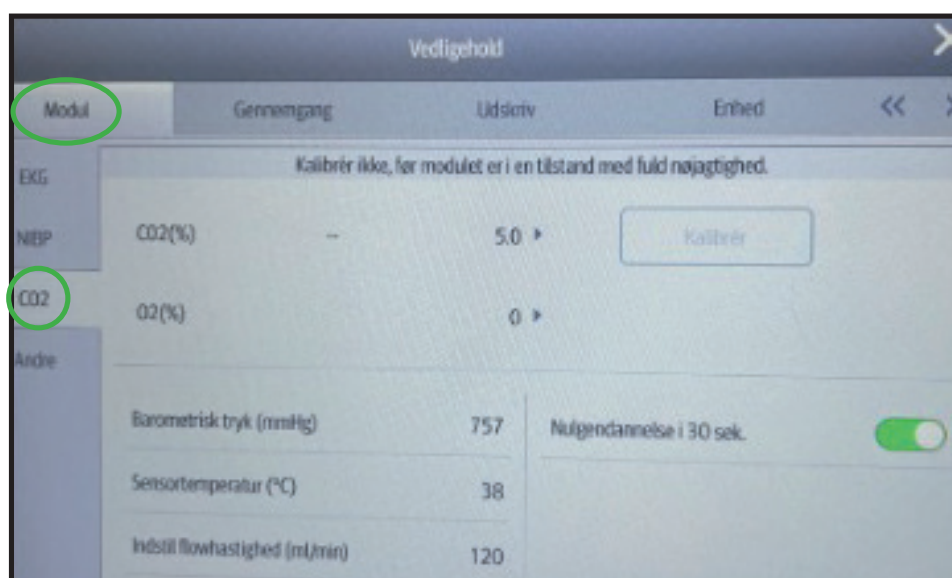 Vedligehold
Modul Gennemgang Udskriv Enhed <<
Kalibrér ikke, før modulet er i en tilstand med fuld nøjagtighed.
EKG
NIBP
CO2(%) -- 5.0 Kalibrér
CO2
O2(%) 0
Andre
Barometrisk tryk (mmHg) 757 Nulgendannelse i 30 sek.
Sensortemperatur (°C) 38
Indstil flowhastighed (ml/min) 120